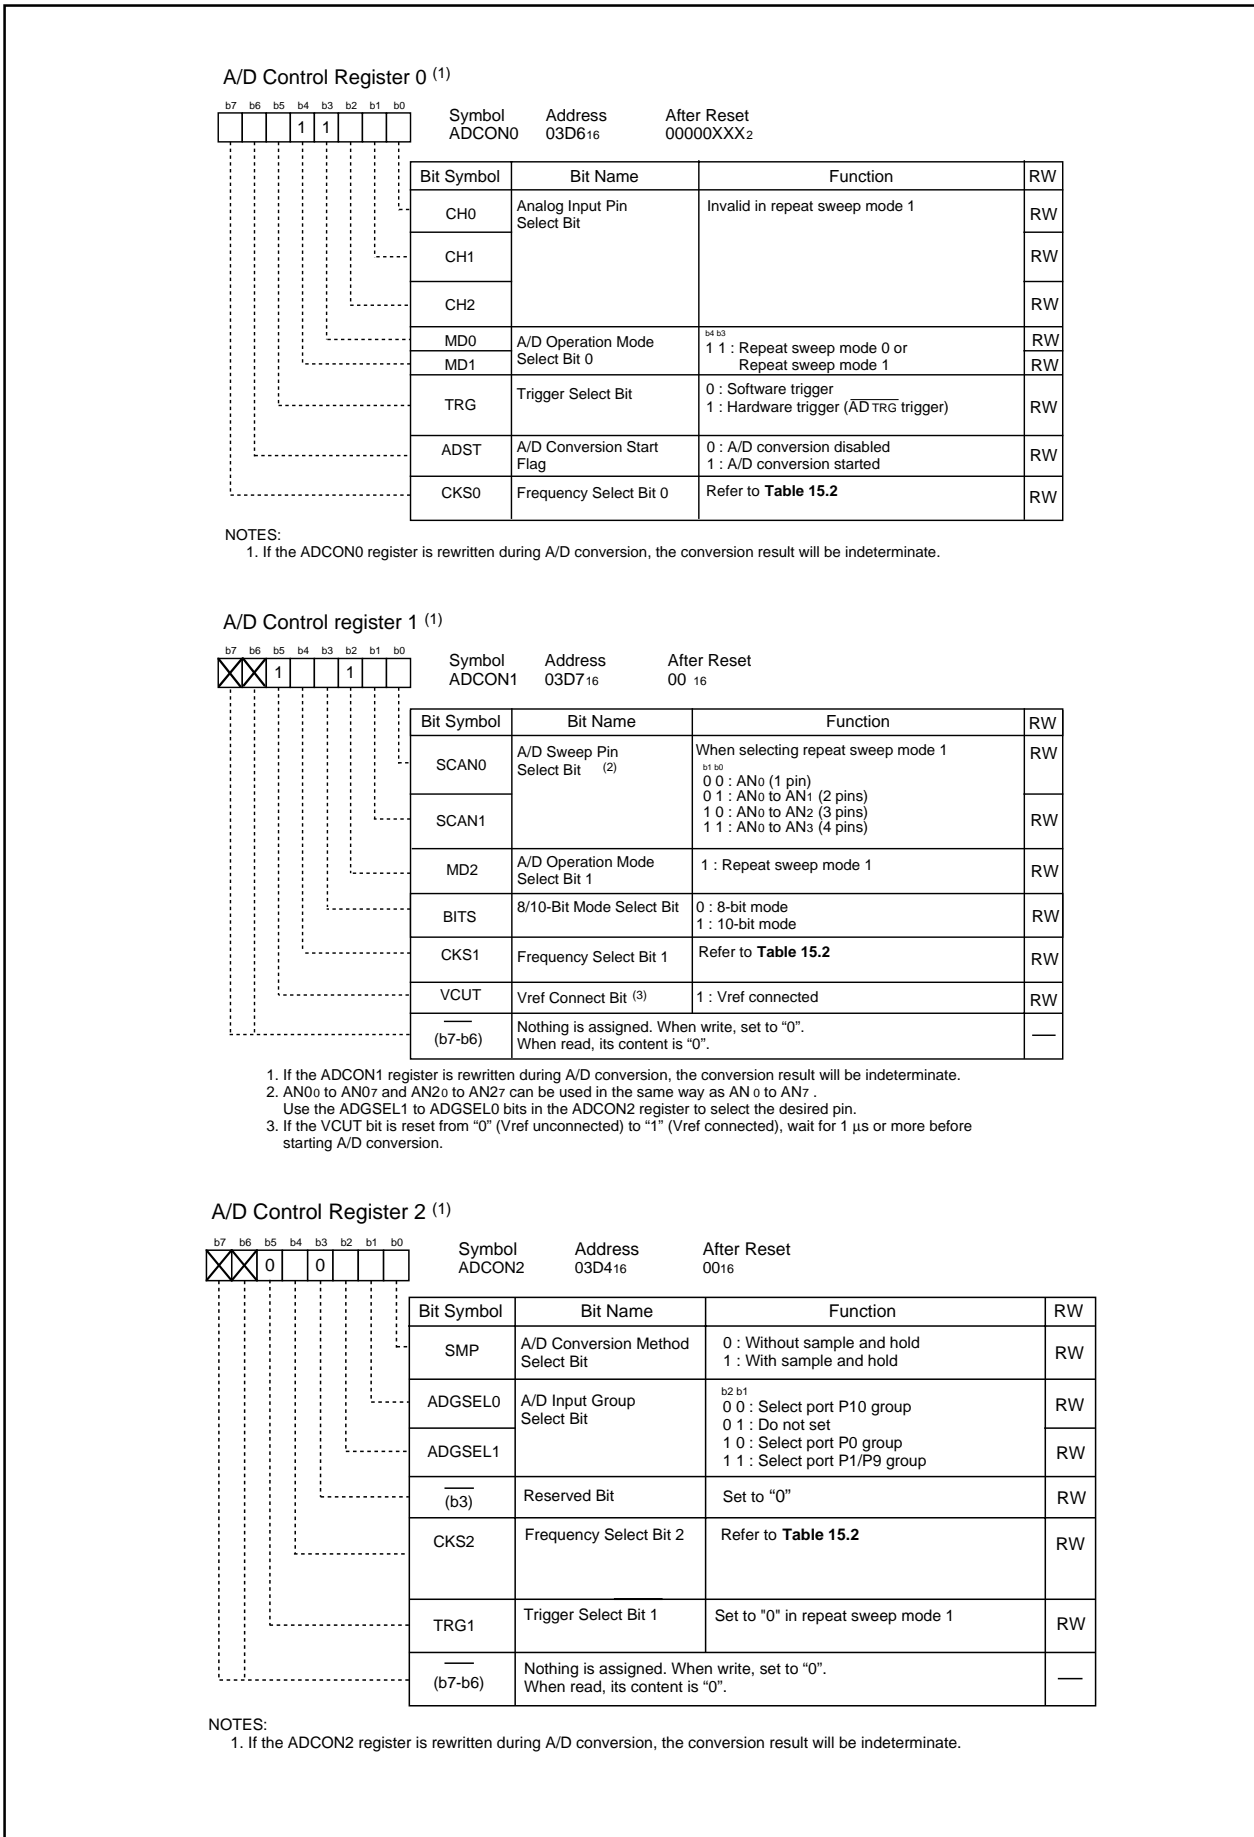 A/D Control Register 0 (1)
b7 b6 b5 b4 b3 b2 b1 b0
1 1
Symbol Address After Reset
ADCON0 03D616 00000XXX2
Bit Symbol Bit Name Function RW
CH0 Analog Input Pin Select Bit Invalid in repeat sweep mode 1 RW
CH1 RW
CH2 RW
MD0 A/D Operation Mode Select Bit 0 b4 b3 RW
1 1 : Repeat sweep mode 0 or
MD1 Repeat sweep mode 1 RW
TRG Trigger Select Bit 0 : Software trigger RW
1 : Hardware trigger (ADTRG trigger)
ADST A/D Conversion Start Flag 0 : A/D conversion disabled RW
1 : A/D conversion started
CKS0 Frequency Select Bit 0 Refer to Table 15.2 RW
NOTES:
1. If the ADCON0 register is rewritten during A/D conversion, the conversion result will be indeterminate.
A/D Control register 1 (1)
b7 b6 b5 b4 b3 b2 b1 b0
1 1
Symbol Address After Reset
ADCON1 03D716 00 16
Bit Symbol Bit Name Function RW
SCAN0 A/D Sweep Pin Select Bit (2) When selecting repeat sweep mode 1 RW
b1 b0
0 0 : AN0 (1 pin)
0 1 : AN0 to AN1 (2 pins)
1 0 : AN0 to AN2 (3 pins)
SCAN1 1 1 : AN0 to AN3 (4 pins) RW
MD2 A/D Operation Mode Select Bit 1 1 : Repeat sweep mode 1 RW
BITS 8/10-Bit Mode Select Bit 0 : 8-bit mode RW
1 : 10-bit mode
CKS1 Frequency Select Bit 1 Refer to Table 15.2 RW
VCUT Vref Connect Bit (3) 1 : Vref connected RW
(b7-b6) Nothing is assigned. When write, set to “0”. —
When read, its content is “0”.
1. If the ADCON1 register is rewritten during A/D conversion, the conversion result will be indeterminate.
2. AN00 to AN07 and AN20 to AN27 can be used in the same way as AN 0 to AN7 .
Use the ADGSEL1 to ADGSEL0 bits in the ADCON2 register to select the desired pin.
3. If the VCUT bit is reset from “0” (Vref unconnected) to “1” (Vref connected), wait for 1 µs or more before
starting A/D conversion.
A/D Control Register 2 (1)
b7 b6 b5 b4 b3 b2 b1 b0
0 0
Symbol Address After Reset
ADCON2 03D416 0016
Bit Symbol Bit Name Function RW
SMP A/D Conversion Method Select Bit 0 : Without sample and hold RW
1 : With sample and hold
ADGSEL0 A/D Input Group Select Bit b2 b1 RW
0 0 : Select port P10 group
0 1 : Do not set
ADGSEL1 1 0 : Select port P0 group RW
1 1 : Select port P1/P9 group
(b3) Reserved Bit Set to “0” RW
CKS2 Frequency Select Bit 2 Refer to Table 15.2 RW
TRG1 Trigger Select Bit 1 Set to "0" in repeat sweep mode 1 RW
(b7-b6) Nothing is assigned. When write, set to “0”. —
When read, its content is “0”.
NOTES:
1. If the ADCON2 register is rewritten during A/D conversion, the conversion result will be indeterminate.